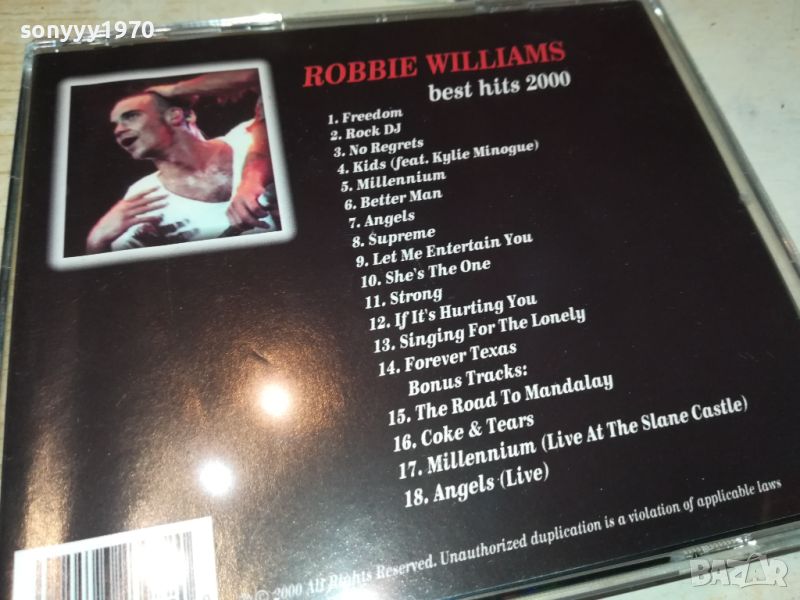 sonyyy1970
ROBBIE WILLIAMS
best hits 2000
1. Freedom
2. Rock DJ
3. No Regrets
4. Kids (feat. Kylie Minogue)
5. Millennium
6. Better Man
7. Angels
8. Supreme
9. Let Me Entertain You
10. She's The One
11. Strong
12. If It's Hurting You
13. Singing For The Lonely
14. Forever Texas
Bonus Tracks:
15. The Road To Mandalay
16. Coke & Tears
17. Millennium (Live At The Slane Castle)
18. Angels (Live)
℗ © 2000 All Rights Reserved. Unauthorized duplication is a violation of applicable laws
BAZAR